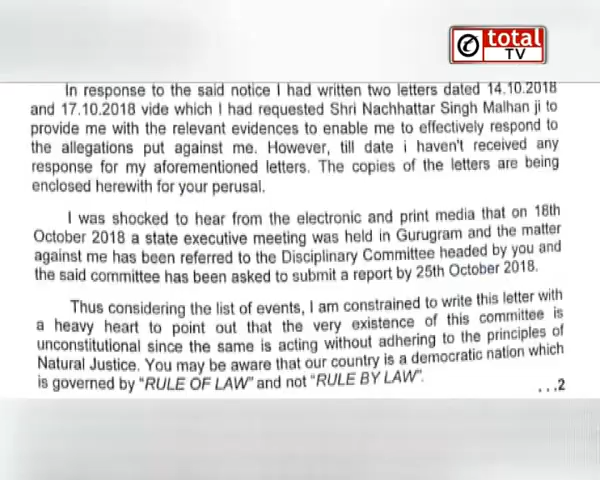 total
TV
In response to the said notice I had written two letters dated 14.10.2018
and 17.10.2018 vide which I had requested Shri Nachhattar Singh Malhan ji to
provide me with the relevant evidences to enable me to effectively respond to
the allegations put against me. However, till date i haven't received any
response for my aforementioned letters. The copies of the letters are being
enclosed herewith for your perusal.
I was shocked to hear from the electronic and print media that on 18th
October 2018 a state executive meeting was held in Gurugram and the matter
against me has been referred to the Disciplinary Committee headed by you and
the said committee has been asked to submit a report by 25th October 2018.
Thus considering the list of events, I am constrained to write this letter with
a heavy heart to point out that the very existence of this committee is
unconstitutional since the same is acting without adhering to the principles of
Natural Justice. You may be aware that our country is a democratic nation which
is governed by "RULE OF LAW" and not "RULE BY LAW".
...2